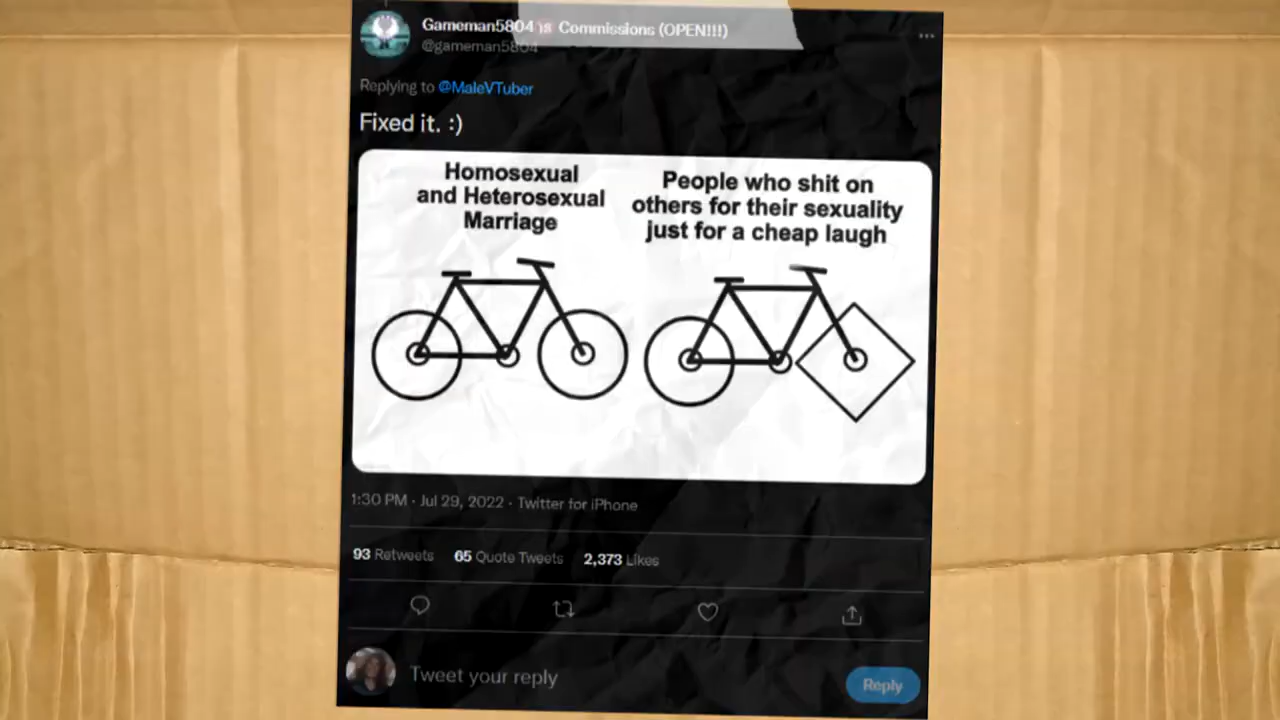 Gameman5804 is Commissions (OPEN!!!)
@gameman5804
Replying to @MaleVTuber
Fixed it. :)
Homosexual
and Heterosexual
Marriage
People who shit on
others for their sexuality
just for a cheap laugh
1:30 PM · Jul 29, 2022 · Twitter for iPhone
93 Retweets 65 Quote Tweets 2,373 Likes
Tweet your reply
Reply